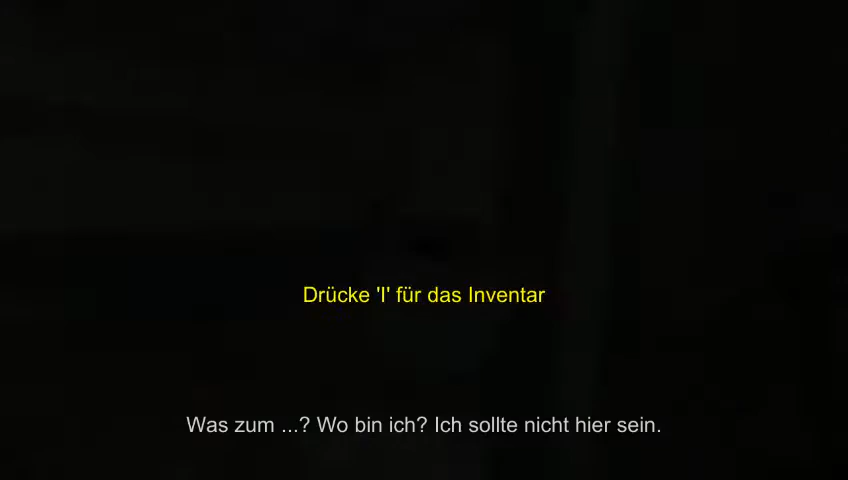 Drücke 'I' für das Inventar
Was zum ...? Wo bin ich? Ich sollte nicht hier sein.